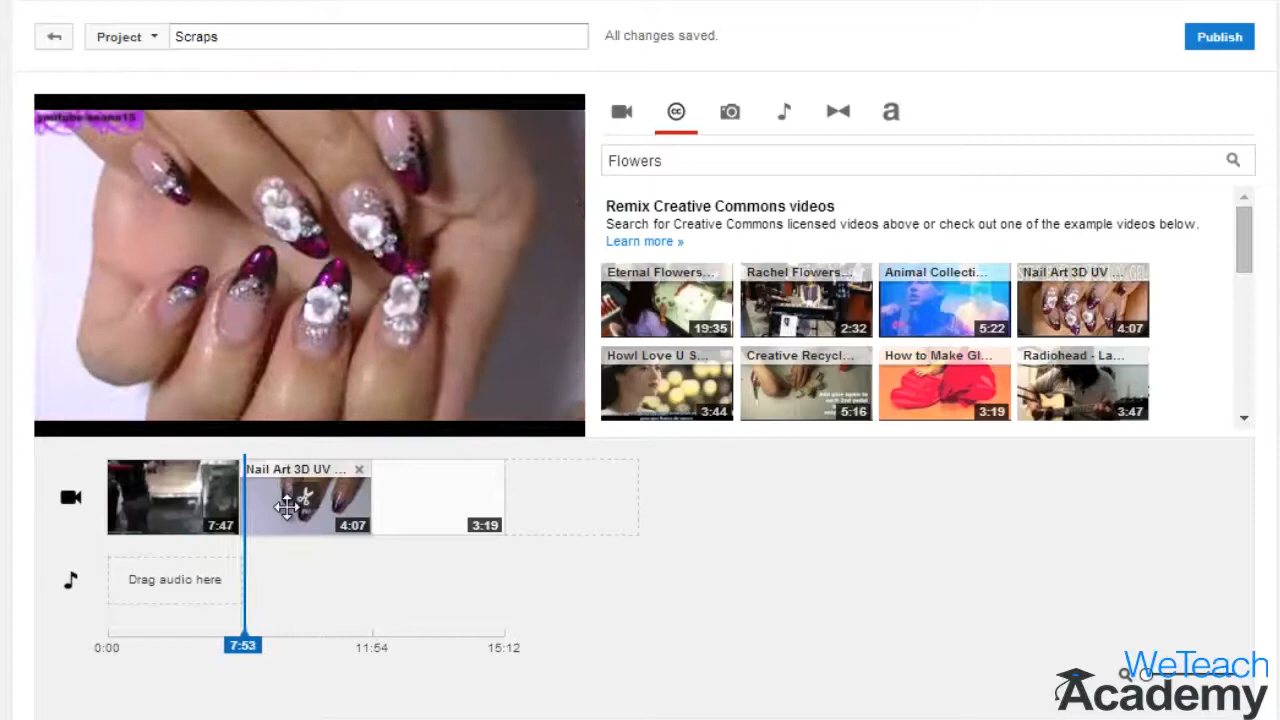 Project
Scraps
All changes saved.
Publish
cc
a
Flowers
Remix Creative Commons videos
Search for Creative Commons licensed videos above or check out one of the example videos below.
Learn more »
Eternal Flowers...
Rachel Flowers...
Animal Collecti...
Nail Art 3D UV ...
19:35
2:32
5:22
4:07
Howl Love U S...
Creative Recycl...
How to Make Gl...
Radiohead - La...
3:44
5:16
3:19
3:47
Nail Art 3D UV ...
7:47
4:07
3:19
Drag audio here
0:00
7:53
11:54
15:12
WeTeach
Academy